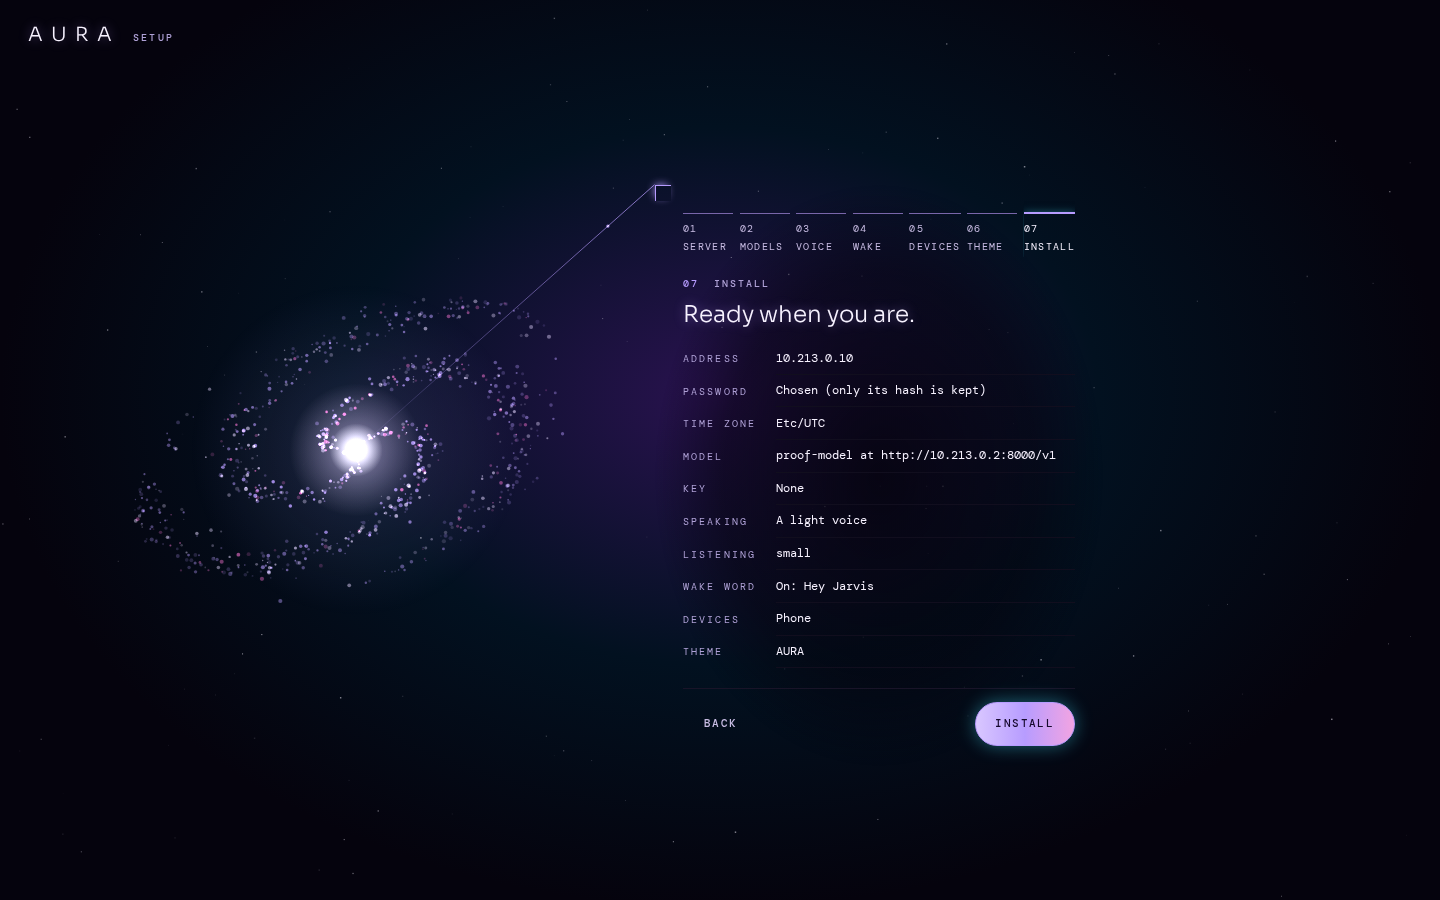 AURA SETUP
01 02 03 04 05 06 07
SERVER MODELS VOICE WAKE DEVICES THEME INSTALL
07 INSTALL
Ready when you are.
ADDRESS 10.213.0.10
PASSWORD Chosen (only its hash is kept)
TIME ZONE Etc/UTC
MODEL proof-model at http://10.213.0.2:8000/v1
KEY None
SPEAKING A light voice
LISTENING small
WAKE WORD On: Hey Jarvis
DEVICES Phone
THEME AURA
BACK INSTALL